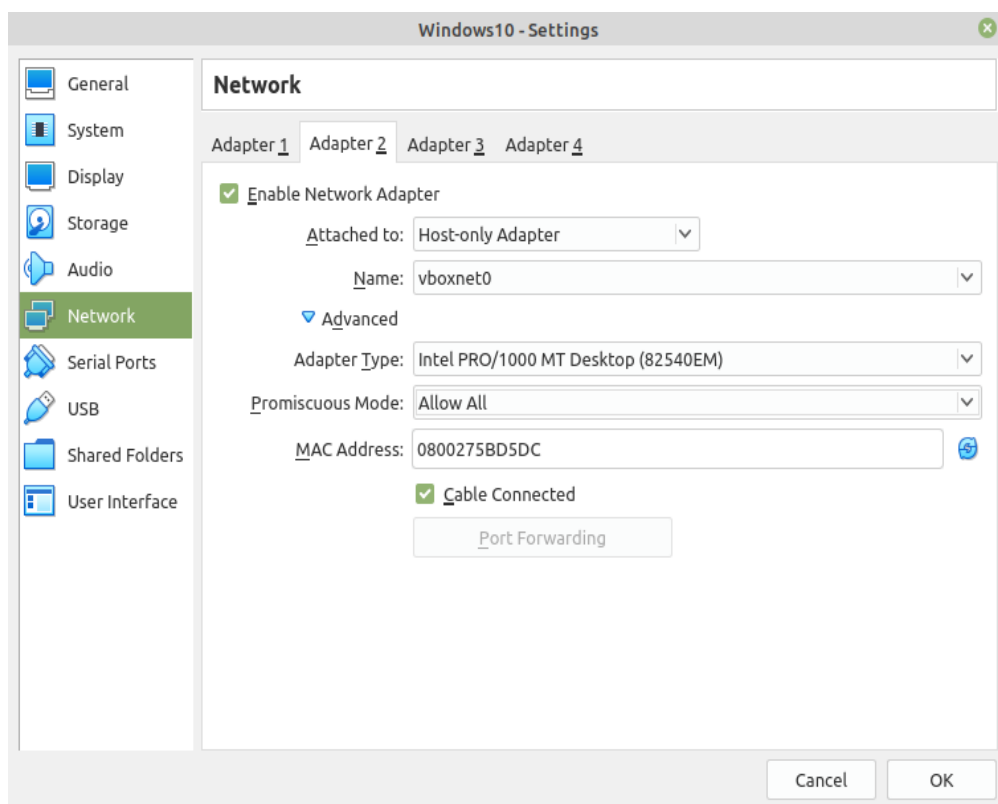 Windows10 - Settings
General
System
Display
Storage
Audio
Network
Serial Ports
USB
Shared Folders
User Interface
Network
Adapter 1 Adapter 2 Adapter 3 Adapter 4
Enable Network Adapter
Attached to: Host-only Adapter
Name: vboxnet0
Advanced
Adapter Type: Intel PRO/1000 MT Desktop (82540EM)
Promiscuous Mode: Allow All
MAC Address: 0800275BD5DC
Cable Connected
Port Forwarding
Cancel OK